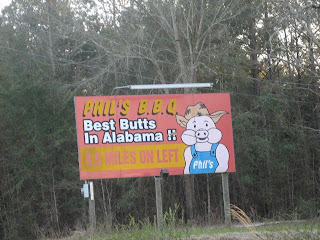 PHIL'S B.B.Q.
Best Butts
In Alabama !!
MILES ON LEFT
Phil's